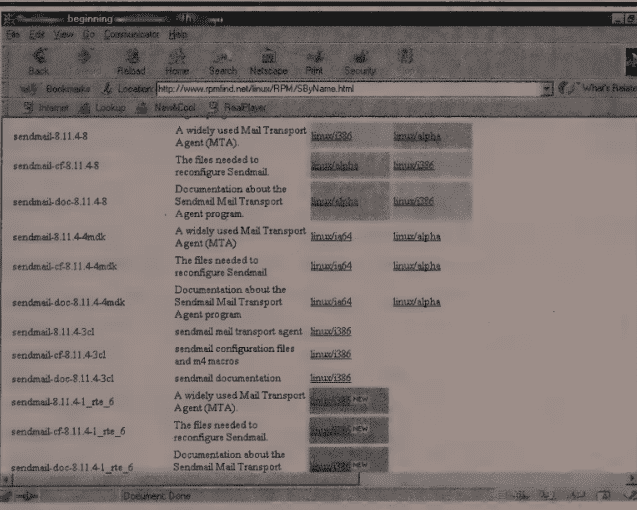 beginning
File Edit View Go Communicator Help
Back Reload Home Search Netscape Print Security
Bookmarks Location: http://www.rpmfind.net/linux/RPM/SByName.html What's Relate
Internet Lookup New&Cool RealPlayer
sendmail-8.11.4-8 A widely used Mail Transport linux/i386 linux/alpha
Agent (MTA).
sendmail-cf-8.11.4-8 The files needed to linux/alpha linux/i386
reconfigure Sendmail.
Documentation about the
sendmail-doc-8.11.4-8 Sendmail Mail Transport linux/alpha linux/i386
Agent program.
sendmail-8.11.4-4mdk A widely used Mail Transport linux/ia64 linux/alpha
Agent (MTA)
sendmail-cf-8.11.4-4mdk The files needed to linux/ia64 linux/alpha
reconfigure Sendmail
Documentation about the
sendmail-doc-8.11.4-4mdk Sendmail Mail Transport linux/ia64 linux/alpha
Agent program
sendmail-8.11.4-3cl sendmail mail transport agent linux/i386
sendmail-cf-8.11.4-3cl sendmail configuration files linux/i386
and m4 macros
sendmail-doc-8.11.4-3cl sendmail documentation linux/i386
sendmail-8.11.4-1_rte_6 A widely used Mail Transport linux/i386 NEW
Agent (MTA).
sendmail-cf-8.11.4-1_rte_6 The files needed to linux/i386 NEW
reconfigure Sendmail.
Documentation about the
sendmail-doc-8.11.4-1_rte_6 Sendmail Mail Transport linux/i386 NEW
Document: Done